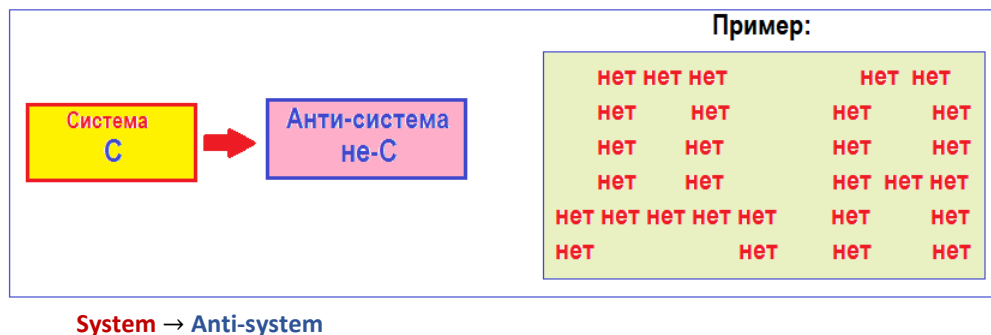 Пример:
Система
С
Анти-система
не-С
нет нет нет нет нет
нет нет нет нет
нет нет нет нет
нет нет нет нет нет
нет нет нет нет нет нет нет
нет нет нет нет
System → Anti-system